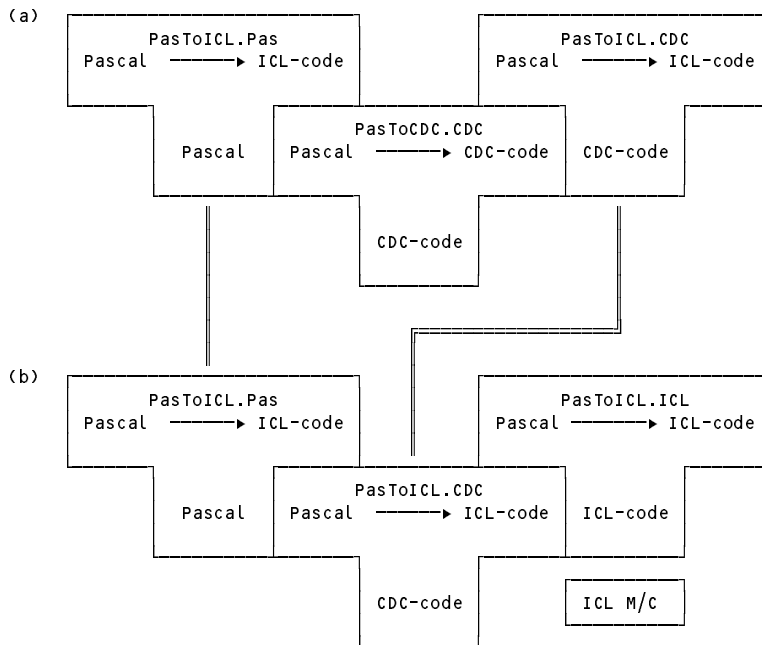 (a)
PasToICL.Pas PasToICL.CDC
Pascal ICL-code Pascal ICL-code
PasToCDC.CDC
Pascal Pascal CDC-code CDC-code
CDC-code
(b)
PasToICL.Pas PasToICL.ICL
Pascal ICL-code Pascal ICL-code
PasToICL.CDC
Pascal Pascal ICL-code ICL-code
CDC-code ICL M/C